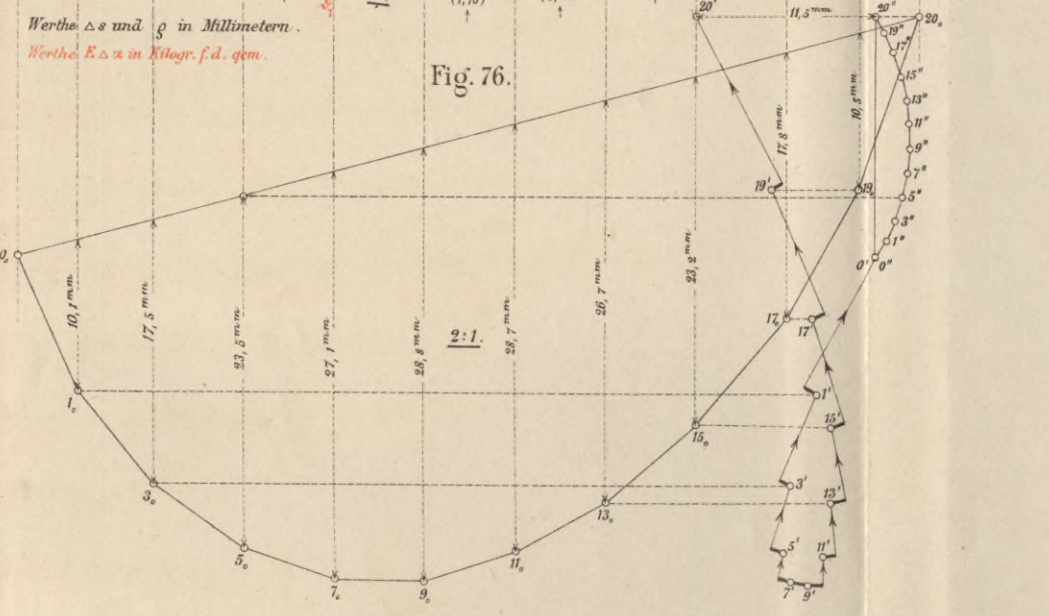 Werthe △s und ϱ in Millimetern.
Werthe E△x in Kilogr. f. d. qcm.
Fig. 76.
20' 11,5mm 20" 20₀
19"
17"
15"
13"
11"
9"
7"
5"
3"
1"
0' 0"
17,8mm
10,5mm
19' 19₀
0₀
10,1mm
17,5mm
23,5mm
27,1mm
28,8mm
28,7mm
26,7mm
23,2mm
2:1.
17₀ 17'
1₀ 1'
15₀ 15'
3₀ 3'
13₀ 13'
5₀ 5'
11₀ 11'
7₀ 7'
9₀ 9'